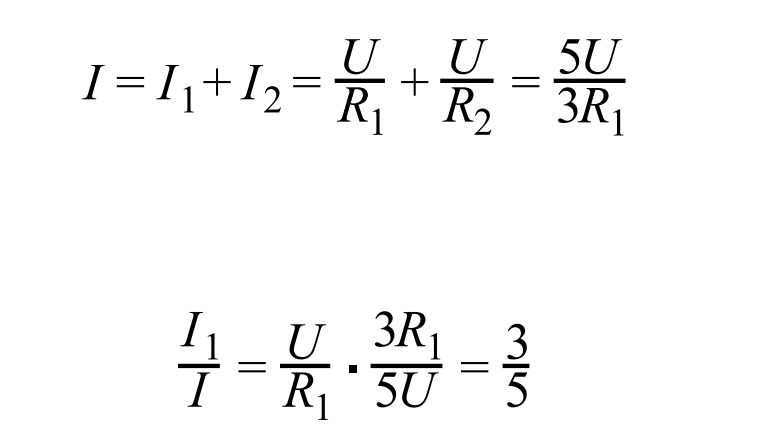 I = I₁ + I₂ = U/R₁ + U/R₂ = 5U/3R₁
I₁/I = U/R₁ · 3R₁/5U = 3/5